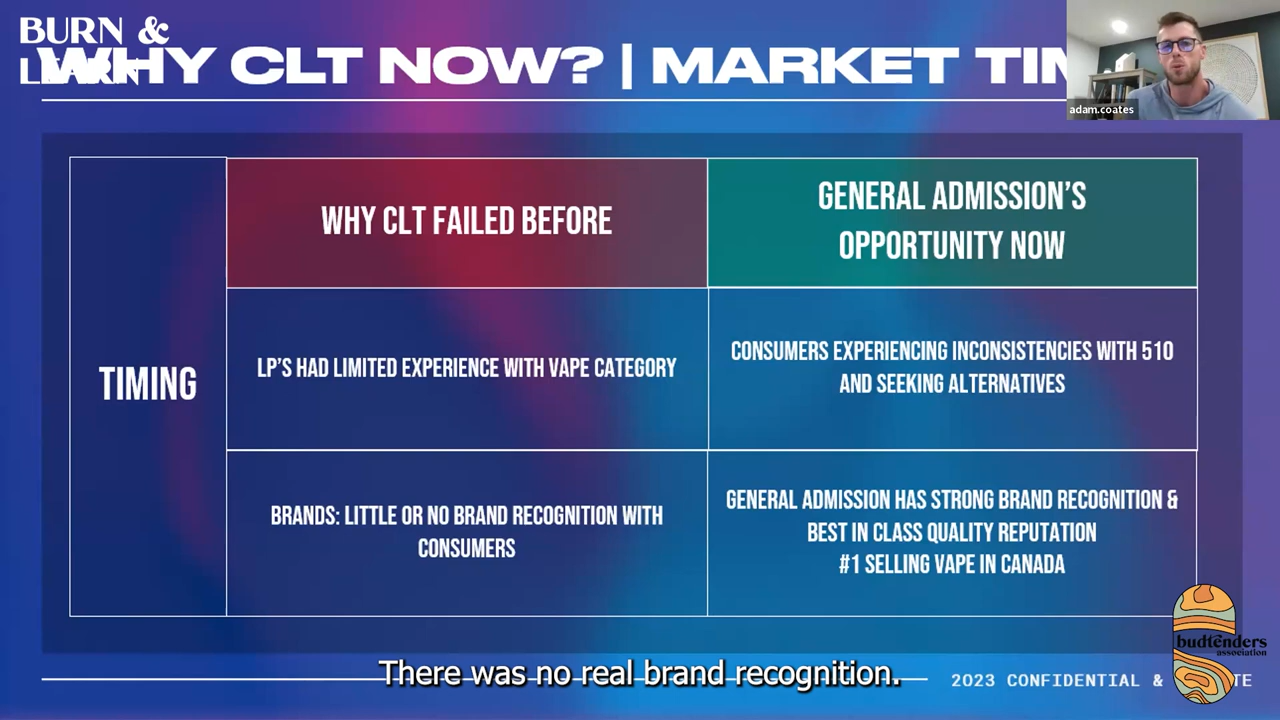 BURN &
LEARN
WHY CLT NOW? | MARKET TIM
adam.coates
WHY CLT FAILED BEFORE
GENERAL ADMISSION'S
OPPORTUNITY NOW
TIMING
LP'S HAD LIMITED EXPERIENCE WITH VAPE CATEGORY
CONSUMERS EXPERIENCING INCONSISTENCIES WITH 510
AND SEEKING ALTERNATIVES
BRANDS: LITTLE OR NO BRAND RECOGNITION WITH
CONSUMERS
GENERAL ADMISSION HAS STRONG BRAND RECOGNITION &
BEST IN CLASS QUALITY REPUTATION
#1 SELLING VAPE IN CANADA
budtenders
association
There was no real brand recognition.
2023 CONFIDENTIAL &